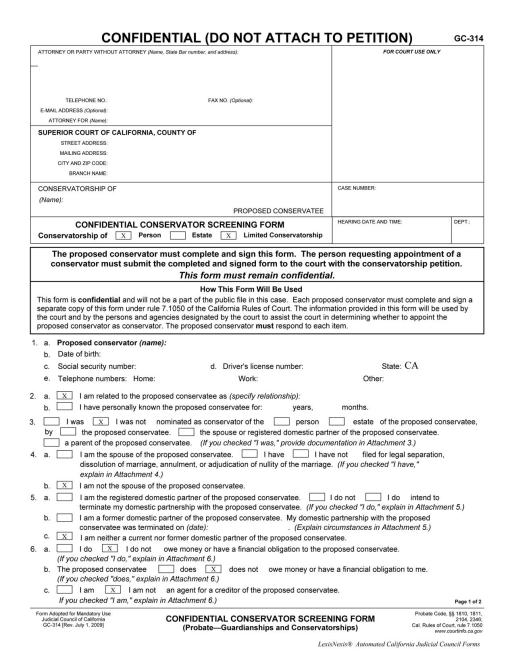 CONFIDENTIAL (DO NOT ATTACH TO PETITION) GC-314
ATTORNEY OR PARTY WITHOUT ATTORNEY (Name, State Bar number, and address): FOR COURT USE ONLY
TELEPHONE NO.: FAX NO. (Optional):
E-MAIL ADDRESS (Optional):
ATTORNEY FOR (Name):
SUPERIOR COURT OF CALIFORNIA, COUNTY OF
STREET ADDRESS:
MAILING ADDRESS:
CITY AND ZIP CODE:
BRANCH NAME:
CONSERVATORSHIP OF CASE NUMBER:
(Name):
PROPOSED CONSERVATEE
CONFIDENTIAL CONSERVATOR SCREENING FORM HEARING DATE AND TIME: DEPT.:
Conservatorship of X Person Estate X Limited Conservatorship
The proposed conservator must complete and sign this form. The person requesting appointment of a
conservator must submit the completed and signed form to the court with the conservatorship petition.
This form must remain confidential.
How This Form Will Be Used
This form is confidential and will not be a part of the public file in this case. Each proposed conservator must complete and sign a
separate copy of this form under rule 7.1050 of the California Rules of Court. The information provided in this form will be used by
the court and by the persons and agencies designated by the court to assist the court in determining whether to appoint the
proposed conservator as conservator. The proposed conservator must respond to each item.
1. a. Proposed conservator (name):
b. Date of birth:
c. Social security number: d. Driver's license number: State: CA
e. Telephone numbers: Home: Work: Other:
2. a. X I am related to the proposed conservatee as (specify relationship):
b. I have personally known the proposed conservatee for: years, months.
3. I was X I was not nominated as conservator of the person estate of the proposed conservatee,
by the proposed conservatee. the spouse or registered domestic partner of the proposed conservatee.
a parent of the proposed conservatee. (If you checked "I was," provide documentation in Attachment 3.)
4. a. I am the spouse of the proposed conservatee. I have I have not filed for legal separation,
dissolution of marriage, annulment, or adjudication of nullity of the marriage. (If you checked "I have,"
explain in Attachment 4.)
b. X I am not the spouse of the proposed conservatee.
5. a. I am the registered domestic partner of the proposed conservatee. I do not I do intend to
terminate my domestic partnership with the proposed conservatee. (If you checked "I do," explain in Attachment 5.)
b. I am a former domestic partner of the proposed conservatee. My domestic partnership with the proposed
conservatee was terminated on (date): . (Explain circumstances in Attachment 5.)
c. X I am neither a current nor former domestic partner of the proposed conservatee.
6. a. I do X I do not owe money or have a financial obligation to the proposed conservatee.
(If you checked "I do," explain in Attachment 6.)
b. The proposed conservatee does X does not owe money or have a financial obligation to me.
(If you checked "does," explain in Attachment 6.)
c. I am X I am not an agent for a creditor of the proposed conservatee.
If you checked "I am," explain in Attachment 6.) Page 1 of 2
Form Adopted for Mandatory Use
Judicial Council of California
GC-314 [Rev. July 1, 2009]
CONFIDENTIAL CONSERVATOR SCREENING FORM
(Probate—Guardianships and Conservatorships)
Probate Code, §§ 1810, 1811,
2104, 2346;
Cal. Rules of Court, rule 7.1050
www.courtinfo.ca.gov
LexisNexis® Automated California Judicial Council Forms